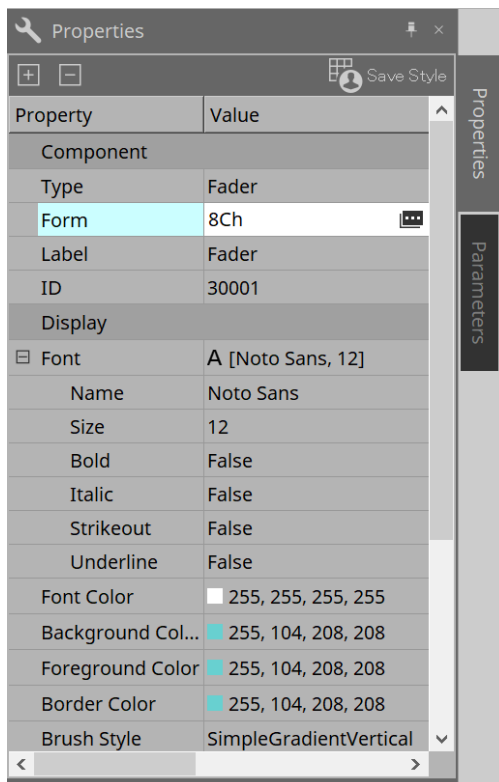 Properties
Save Style
Property Value
Component
Type Fader
Form 8Ch
Label Fader
ID 30001
Display
Font A [Noto Sans, 12]
Name Noto Sans
Size 12
Bold False
Italic False
Strikeout False
Underline False
Font Color 255, 255, 255, 255
Background Col... 255, 104, 208, 208
Foreground Color 255, 104, 208, 208
Border Color 255, 104, 208, 208
Brush Style SimpleGradientVertical
Properties
Parameters